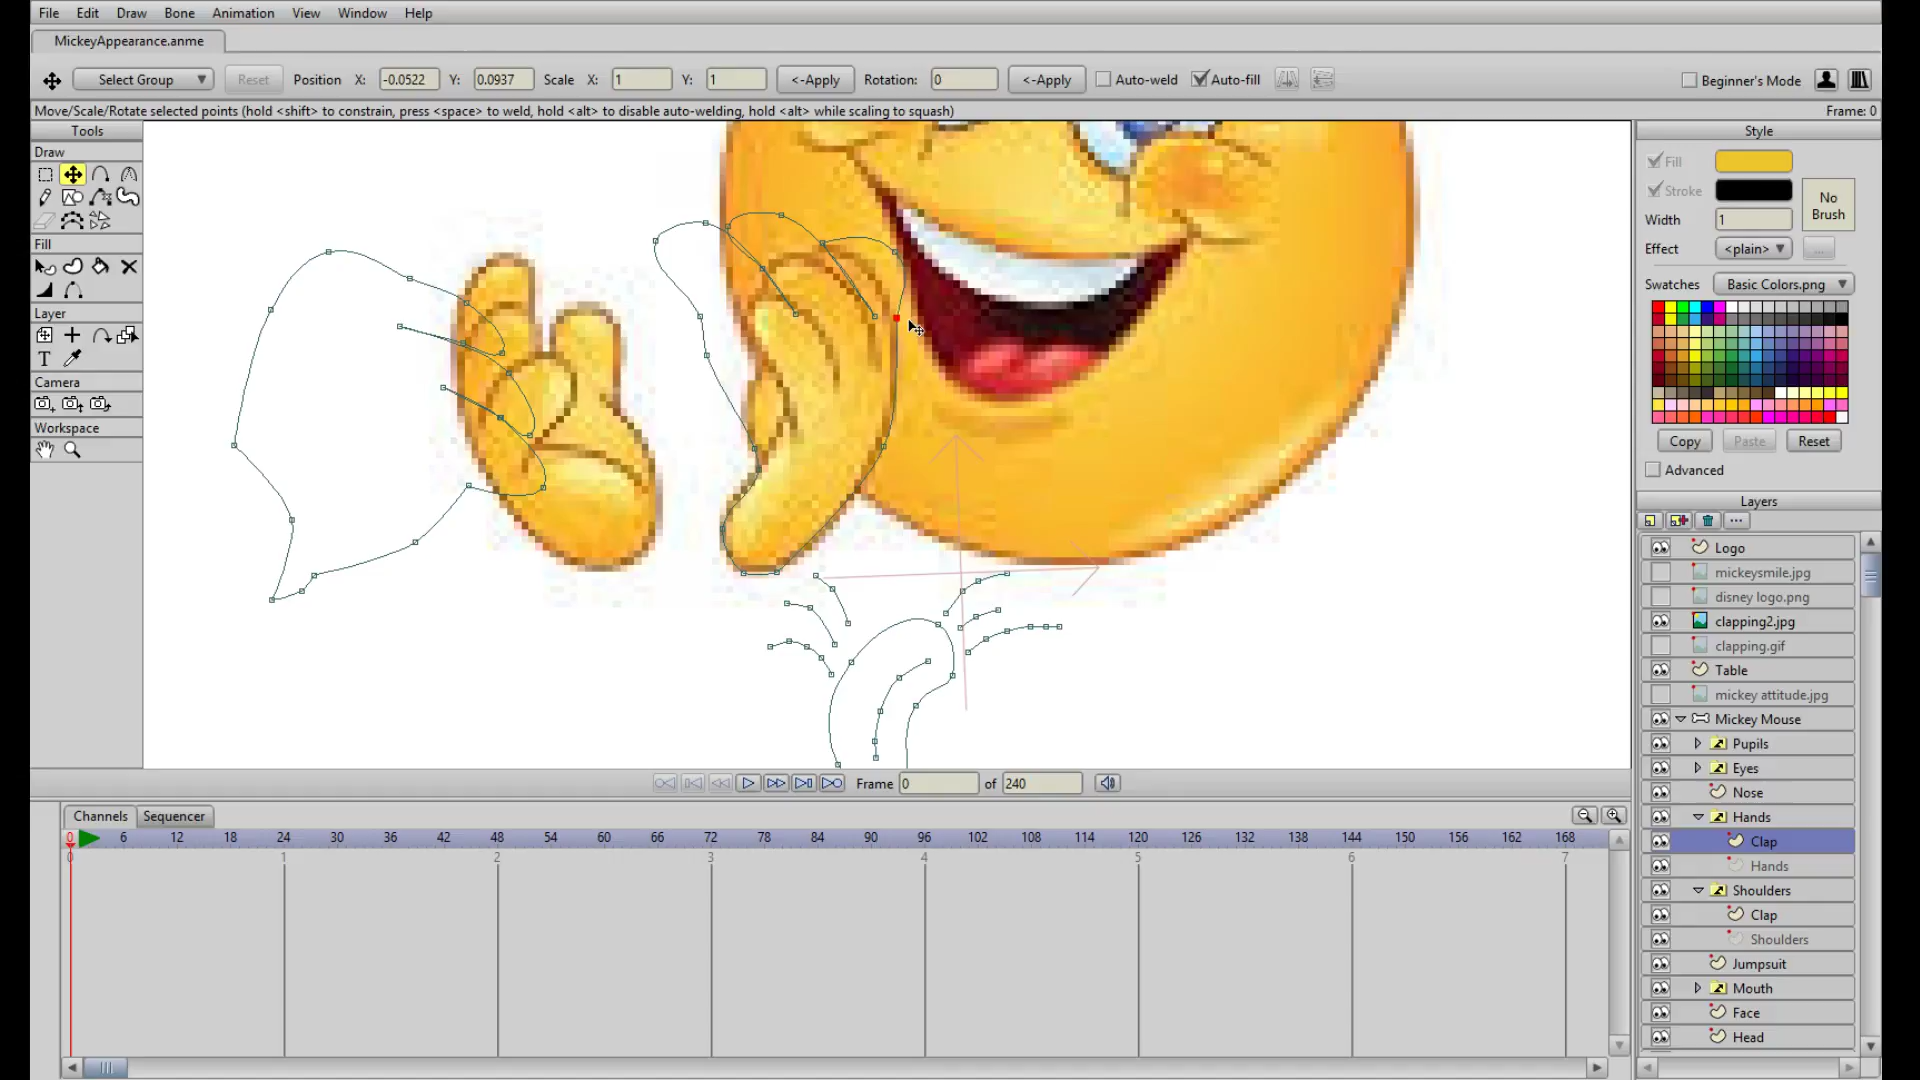 File Edit Draw Bone Animation View Window Help
MickeyAppearance.anme
Select Group Reset Position X: -0.0522 Y: 0.0937 Scale X: 1 Y: 1 <-Apply Rotation: 0 <-Apply Auto-weld Auto-fill Beginner's Mode
Move/Scale/Rotate selected points (hold <shift> to constrain, press <space> to weld, hold <alt> to disable auto-welding, hold <alt> while scaling to squash) Frame: 0
Tools
Draw
Fill
Layer
T
Camera
Workspace
Style
Fill
Stroke
No Brush
Width 1
Effect <plain> ...
Swatches Basic Colors.png
Copy Paste Reset
Advanced
Layers
Logo
mickeysmile.jpg
disney logo.png
clapping2.jpg
clapping.gif
Table
mickey attitude.jpg
Mickey Mouse
Pupils
Eyes
Nose
Hands
Clap
Hands
Shoulders
Clap
Shoulders
Jumpsuit
Mouth
Face
Head
Frame 0 of 240
Channels Sequencer
0 6 12 18 24 30 36 42 48 54 60 66 72 78 84 90 96 102 108 114 120 126 132 138 144 150 156 162 168
0 1 2 3 4 5 6 7